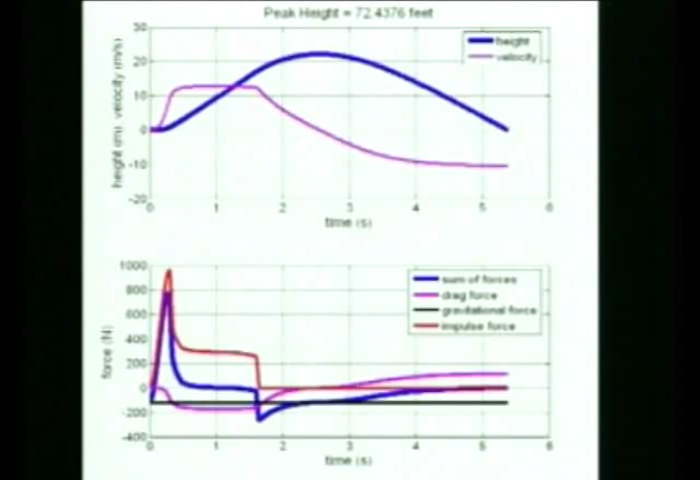 Peak Height = 72.4376 feet
height (m) velocity (m/s)
30
20
10
0
-10
-20
height
velocity
0 1 2 3 4 5 6
time (s)
force (N)
1000
800
600
400
200
0
-200
-400
sum of forces
drag force
gravitational force
impulse force
0 1 2 3 4 5 6
time (s)